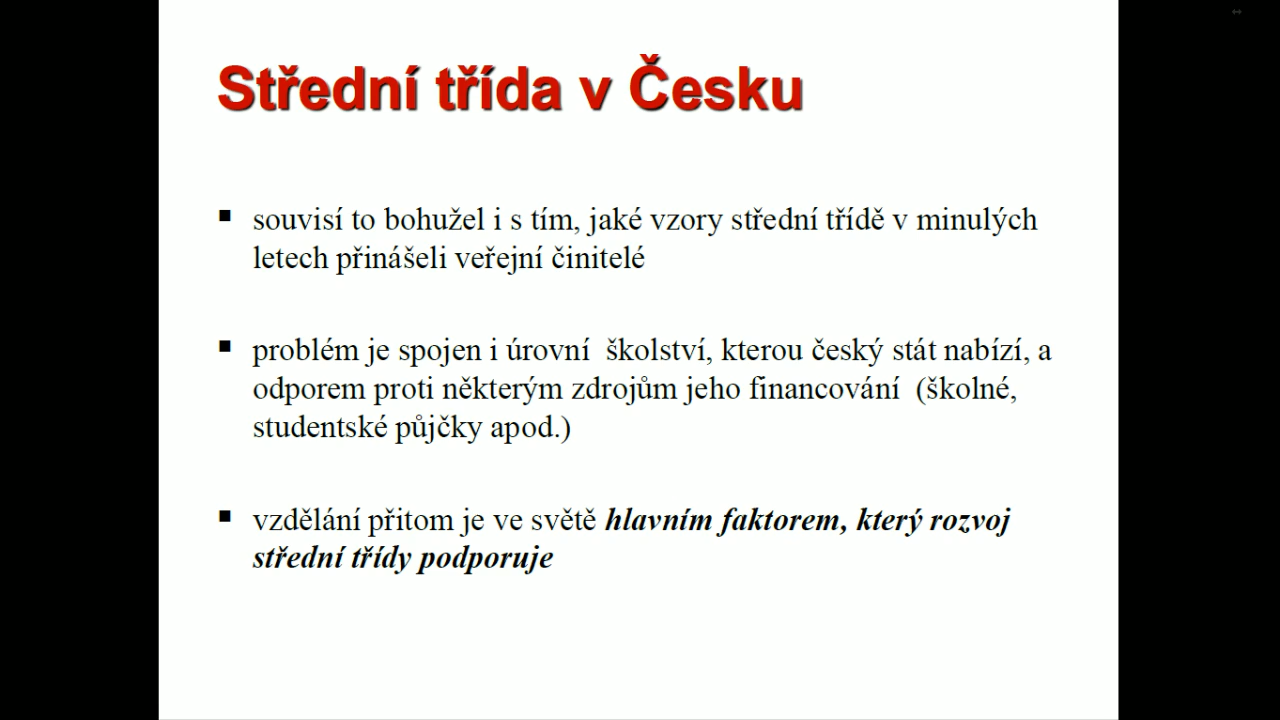 Střední třída v Česku
▪ souvisí to bohužel i s tím, jaké vzory střední třídě v minulých
letech přinášeli veřejní činitelé
▪ problém je spojen i úrovní  školství, kterou český stát nabízí, a
odporem proti některým zdrojům jeho financování  (školné,
studentské půjčky apod.)
▪ vzdělání přitom je ve světě hlavním faktorem, který rozvoj
střední třídy podporuje